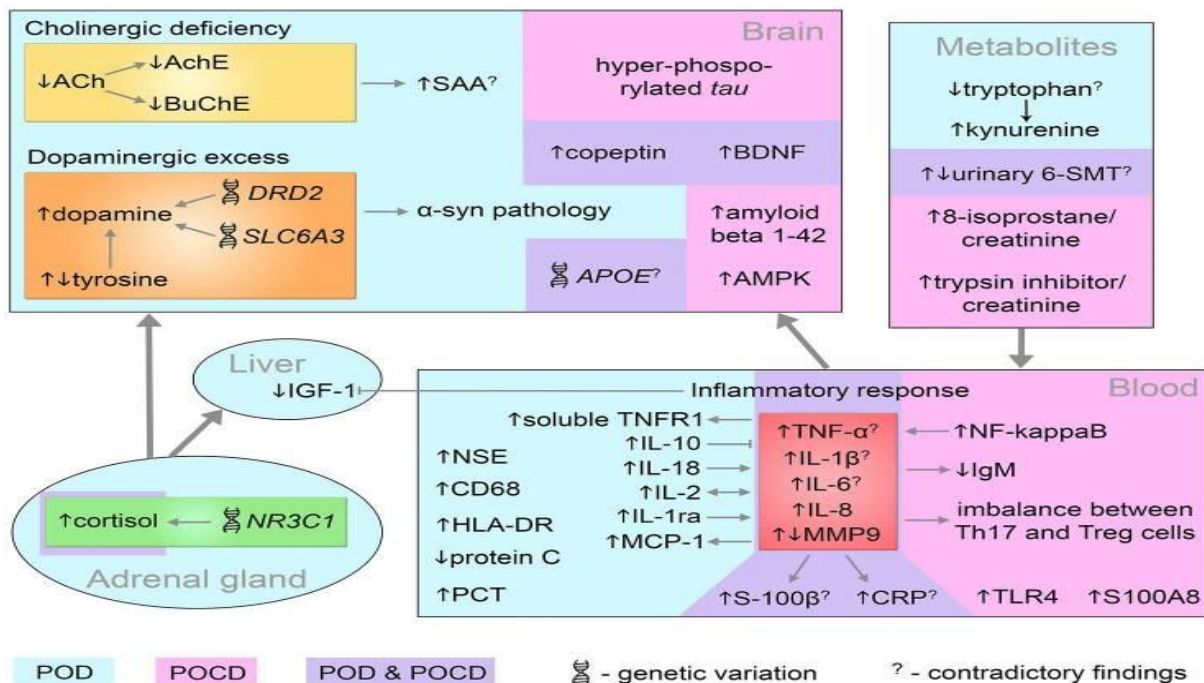 Cholinergic deficiency
↓ACh
↓AchE
↓BuChE
↑SAA?
Brain
hyper-phospo-
rylated tau
↑copeptin ↑BDNF
Dopaminergic excess
↑dopamine
DRD2
SLC6A3
↑↓tyrosine
α-syn pathology
↑amyloid
beta 1-42
APOE?
↑AMPK
Metabolites
↓tryptophan?
↑kynurenine
↑↓urinary 6-SMT?
↑8-isoprostane/
creatinine
↑trypsin inhibitor/
creatinine
Liver
↓IGF-1
↑cortisol
NR3C1
Adrenal gland
Inflammatory response
Blood
↑soluble TNFR1
↑IL-10
↑IL-18
↑IL-2
↑IL-1ra
↑MCP-1
↑NSE
↑CD68
↑HLA-DR
↓protein C
↑PCT
↑TNF-α?
↑IL-1β?
↑IL-6?
↑IL-8
↑↓MMP9
↑NF-kappaB
↓IgM
imbalance between
Th17 and Treg cells
↑S-100β? ↑CRP?
↑TLR4 ↑S100A8
POD POCD POD & POCD - genetic variation ? - contradictory findings